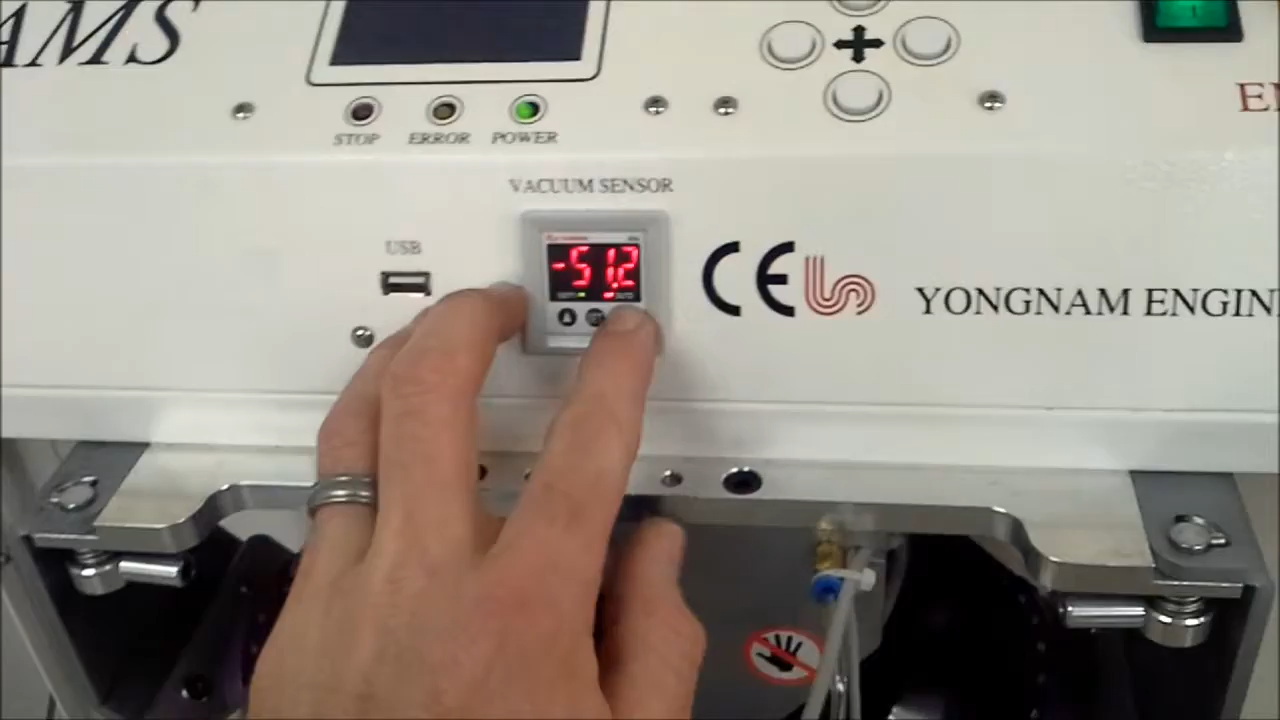 AMS
STOP ERROR POWER
E
VACUUM SENSOR
USB
-51.2
CE
YONGNAM ENGIN